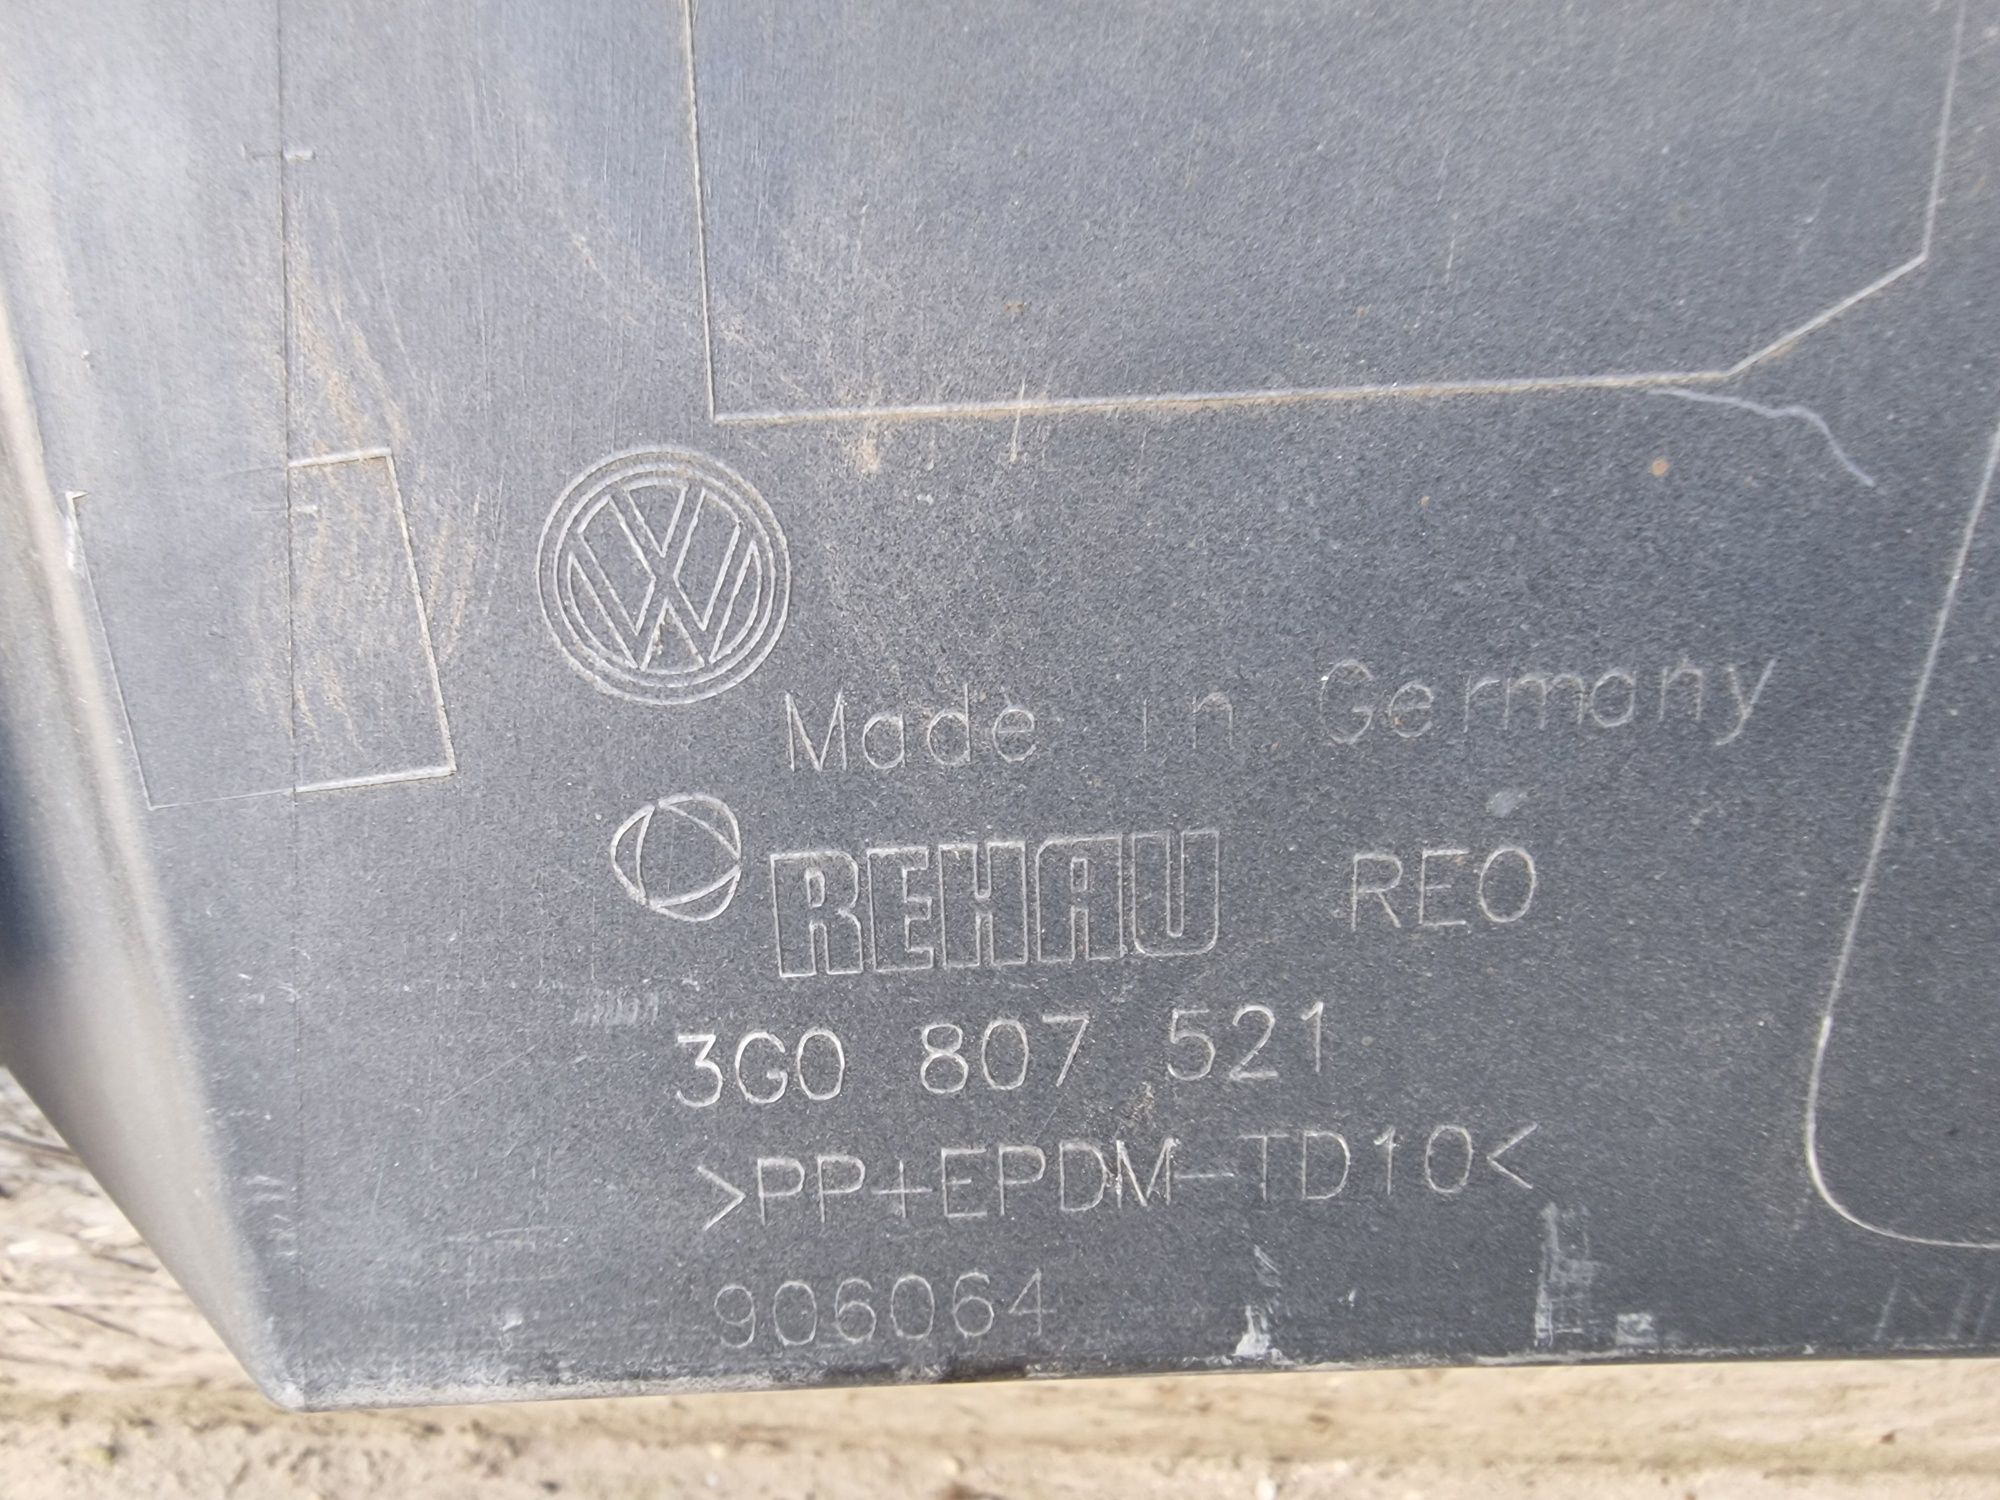 Made in Germany
REHAU REO
3G0 807 521
>PP+EPDM-TD10<
906064